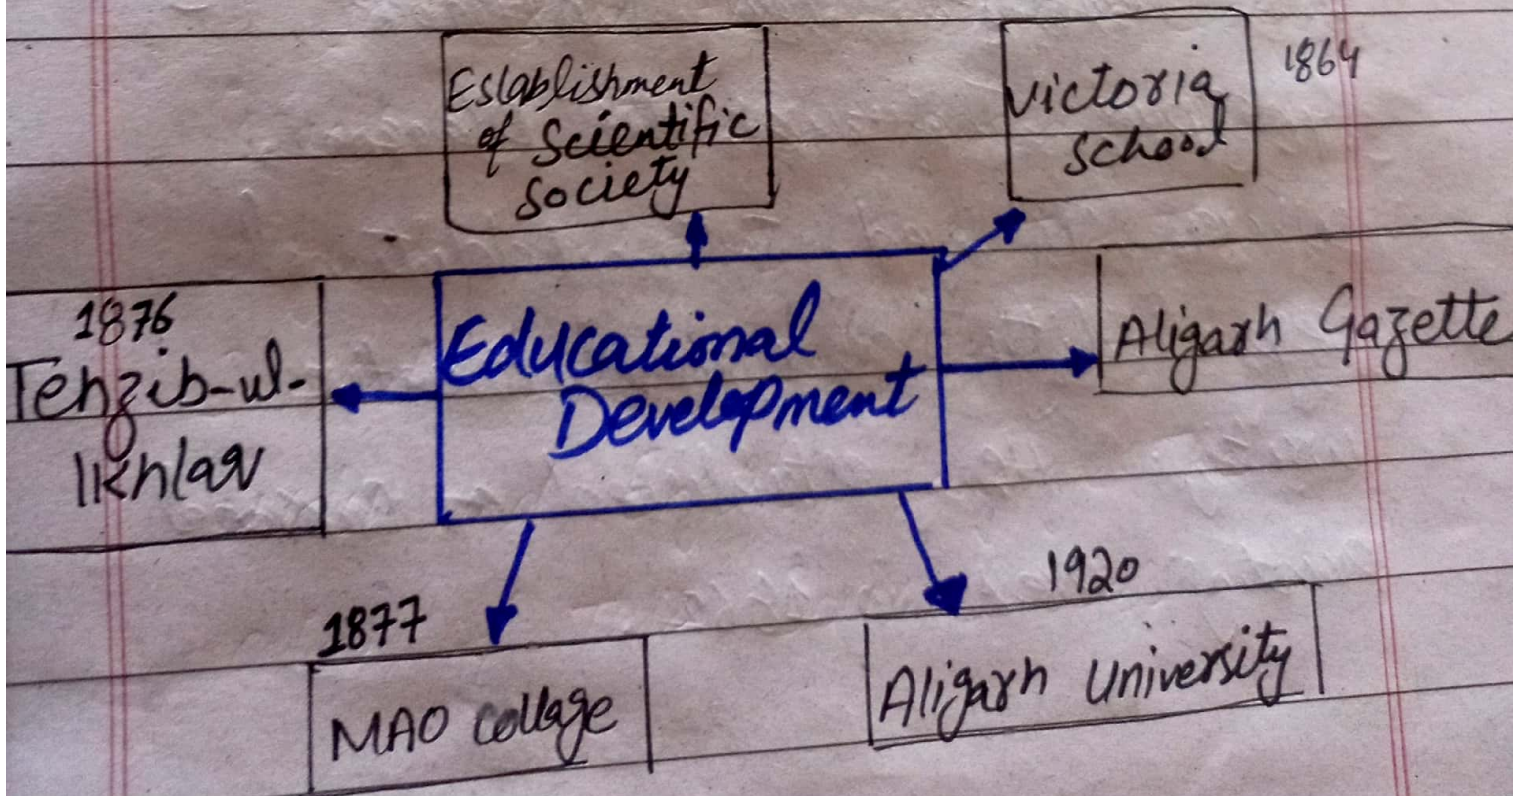 Establishment
of Scientific
Society
Victoria
School
1864
1876
Tehzib-ul-
Ikhlaq
Educational
Development
Aligarh Gazette
1877
MAO Collage
1920
Aligarh University